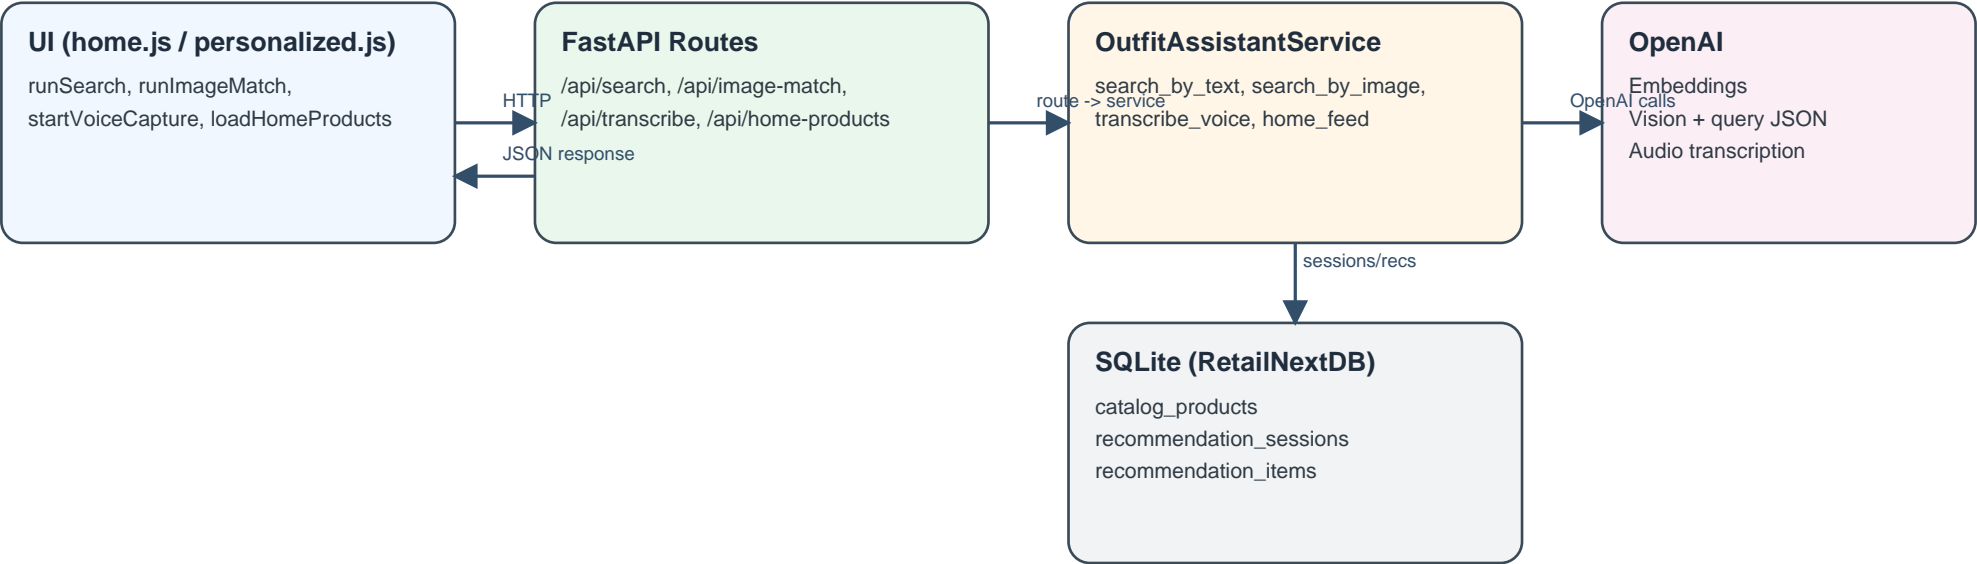 UI (home.js / personalized.js)
runSearch, runImageMatch,
startVoiceCapture, loadHomeProducts
HTTP
JSON response
FastAPI Routes
/api/search, /api/image-match,
/api/transcribe, /api/home-products
route -> service
OutfitAssistantService
search_by_text, search_by_image,
transcribe_voice, home_feed
OpenAI calls
OpenAI
Embeddings
Vision + query JSON
Audio transcription
sessions/recs
SQLite (RetailNextDB)
catalog_products
recommendation_sessions
recommendation_items